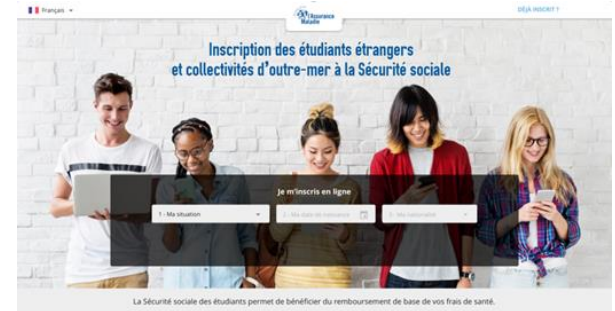 Français
l'Assurance
Maladie
DÉJÀ INSCRIT ?
Inscription des étudiants étrangers
et collectivités d'outre-mer à la Sécurité sociale
Je m'inscris en ligne
1 - Ma situation
2 - Ma date de naissance
3 - Ma nationalité
La Sécurité sociale des étudiants permet de bénéficier du remboursement de base de vos frais de santé.